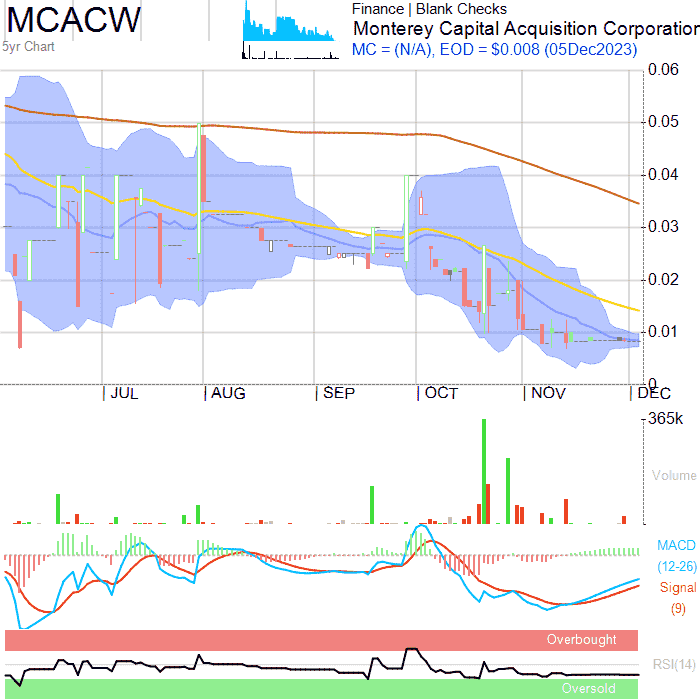 MCACW
5yr Chart
Finance | Blank Checks
Monterey Capital Acquisition Corporation
MC = (N/A), EOD = $0.008 (05Dec2023)
0.06
0.05
0.04
0.03
0.02
0.01
0
JUL AUG SEP OCT NOV DEC
365k
Volume
MACD
(12-26)
Signal
(9)
Overbought
RSI(14)
Oversold